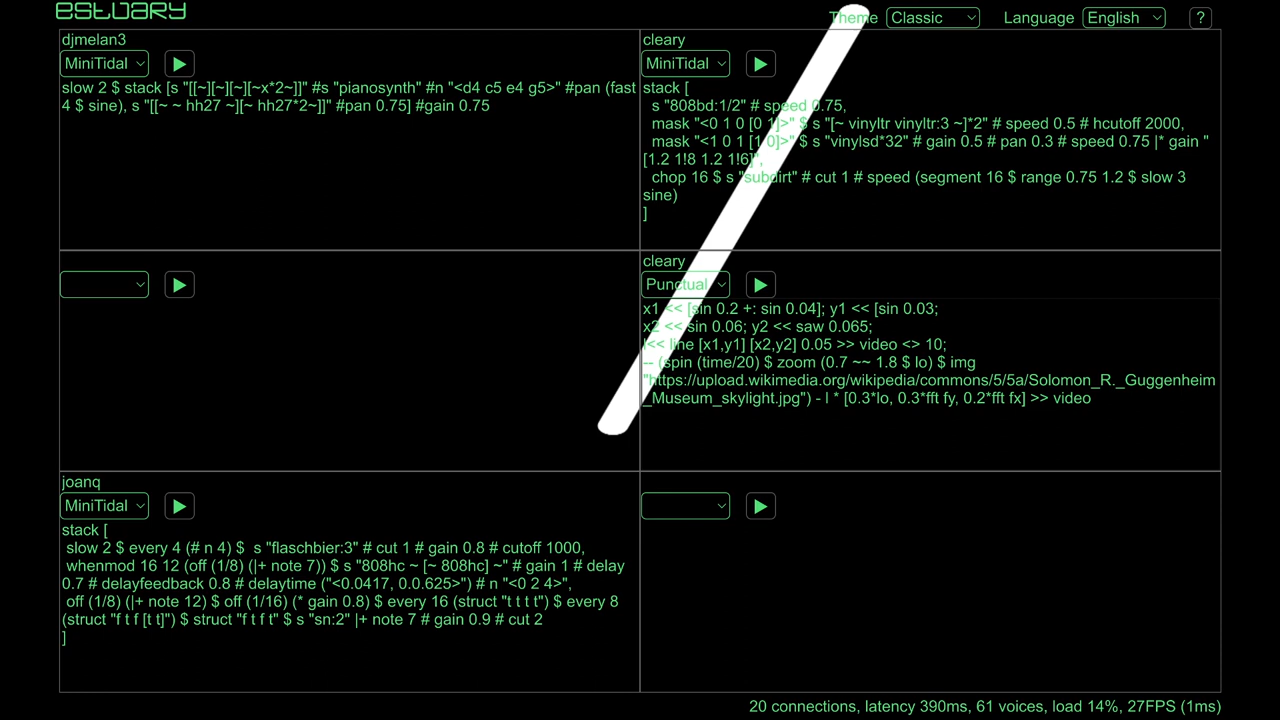 estuary
Theme Classic Language English ?
djmelan3
MiniTidal
slow 2 $ stack [s "[[~][~][~][~x*2~]]" #s "pianosynth" #n "<d4 c5 e4 g5>" #pan (fast
4 $ sine), s "[[~ ~ hh27 ~][~ hh27*2~]]" #pan 0.75] #gain 0.75
cleary
MiniTidal
stack [
s "808bd:1/2" # speed 0.75,
mask "<0 1 0 [0 1]>" $ s "[~ vinyltr vinyltr:3 ~]*2" # speed 0.5 # hcutoff 2000,
mask "<1 0 1 [1 0]>" $ s "vinylsd*32" # gain 0.5 # pan 0.3 # speed 0.75 |* gain "
[1.2 1!8 1.2 1!6]",
chop 16 $ s "subdirt" # cut 1 # speed (segment 16 $ range 0.75 1.2 $ slow 3
sine)
]
cleary
Punctual
x1 << [sin 0.2 +: sin 0.04]; y1 << [sin 0.03;
x2 << sin 0.06; y2 << saw 0.065;
l<< line [x1,y1] [x2,y2] 0.05 >> video <> 10;
-- (spin (time/20) $ zoom (0.7 ~~ 1.8 $ lo) $ img
"https://upload.wikimedia.org/wikipedia/commons/5/5a/Solomon_R._Guggenheim
_Museum_skylight.jpg") - l * [0.3*lo, 0.3*fft fy, 0.2*fft fx] >> video
joanq
MiniTidal
stack [
slow 2 $ every 4 (# n 4) $ s "flaschbier:3" # cut 1 # gain 0.8 # cutoff 1000,
whenmod 16 12 (off (1/8) (|+ note 7)) $ s "808hc ~ [~ 808hc] ~" # gain 1 # delay
0.7 # delayfeedback 0.8 # delaytime ("<0.0417, 0.0.625>") # n "<0 2 4>",
off (1/8) (|+ note 12) $ off (1/16) (* gain 0.8) $ every 16 (struct "t t t t") $ every 8
(struct "f t f [t t]") $ struct "f t f t" $ s "sn:2" |+ note 7 # gain 0.9 # cut 2
]
20 connections, latency 390ms, 61 voices, load 14%, 27FPS (1ms)